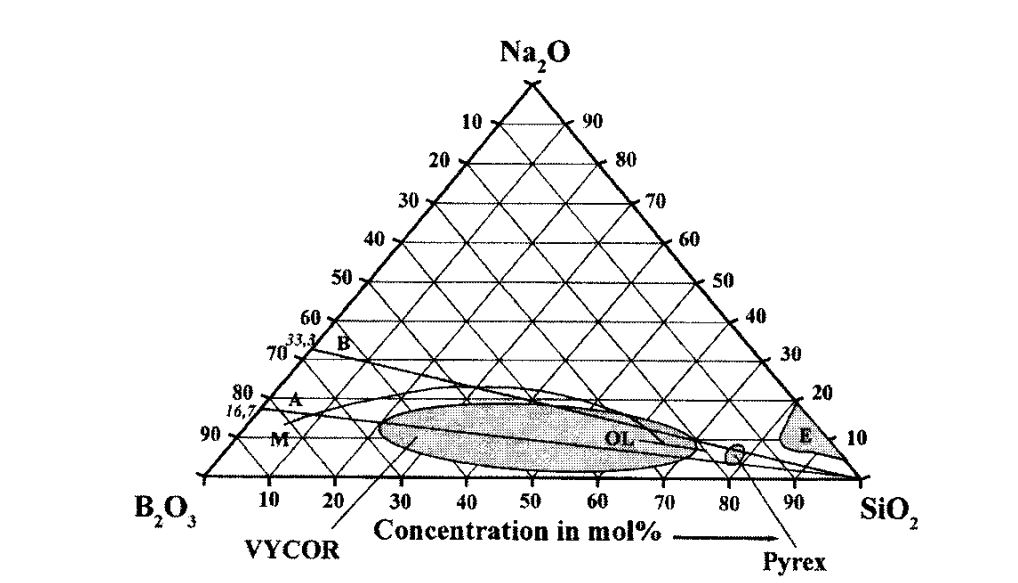 Na2O
10 90
20 80
30 70
40 60
50 50
60 40
33,3 B
70 30
80 20
16,7 A
M
90 OL E 10
B2O3 10 20 30 40 50 60 70 80 90 SiO2
Concentration in mol%
VYCOR
Pyrex